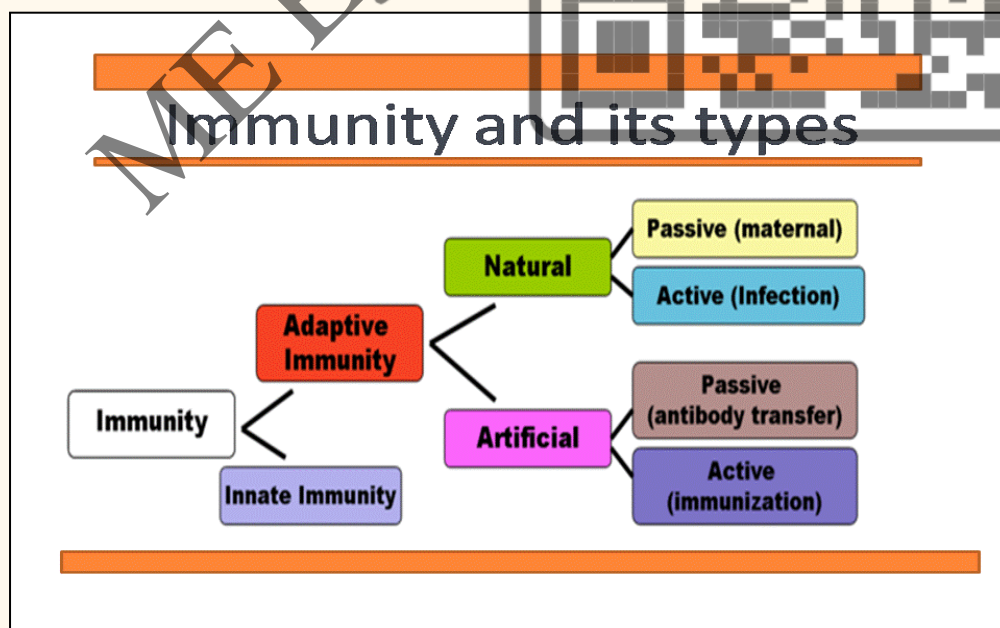 Immunity and its types
Passive (maternal)
Natural
Active (Infection)
Adaptive
Immunity
Passive
(antibody transfer)
Immunity
Artificial
Active
(immunization)
Innate Immunity
ME